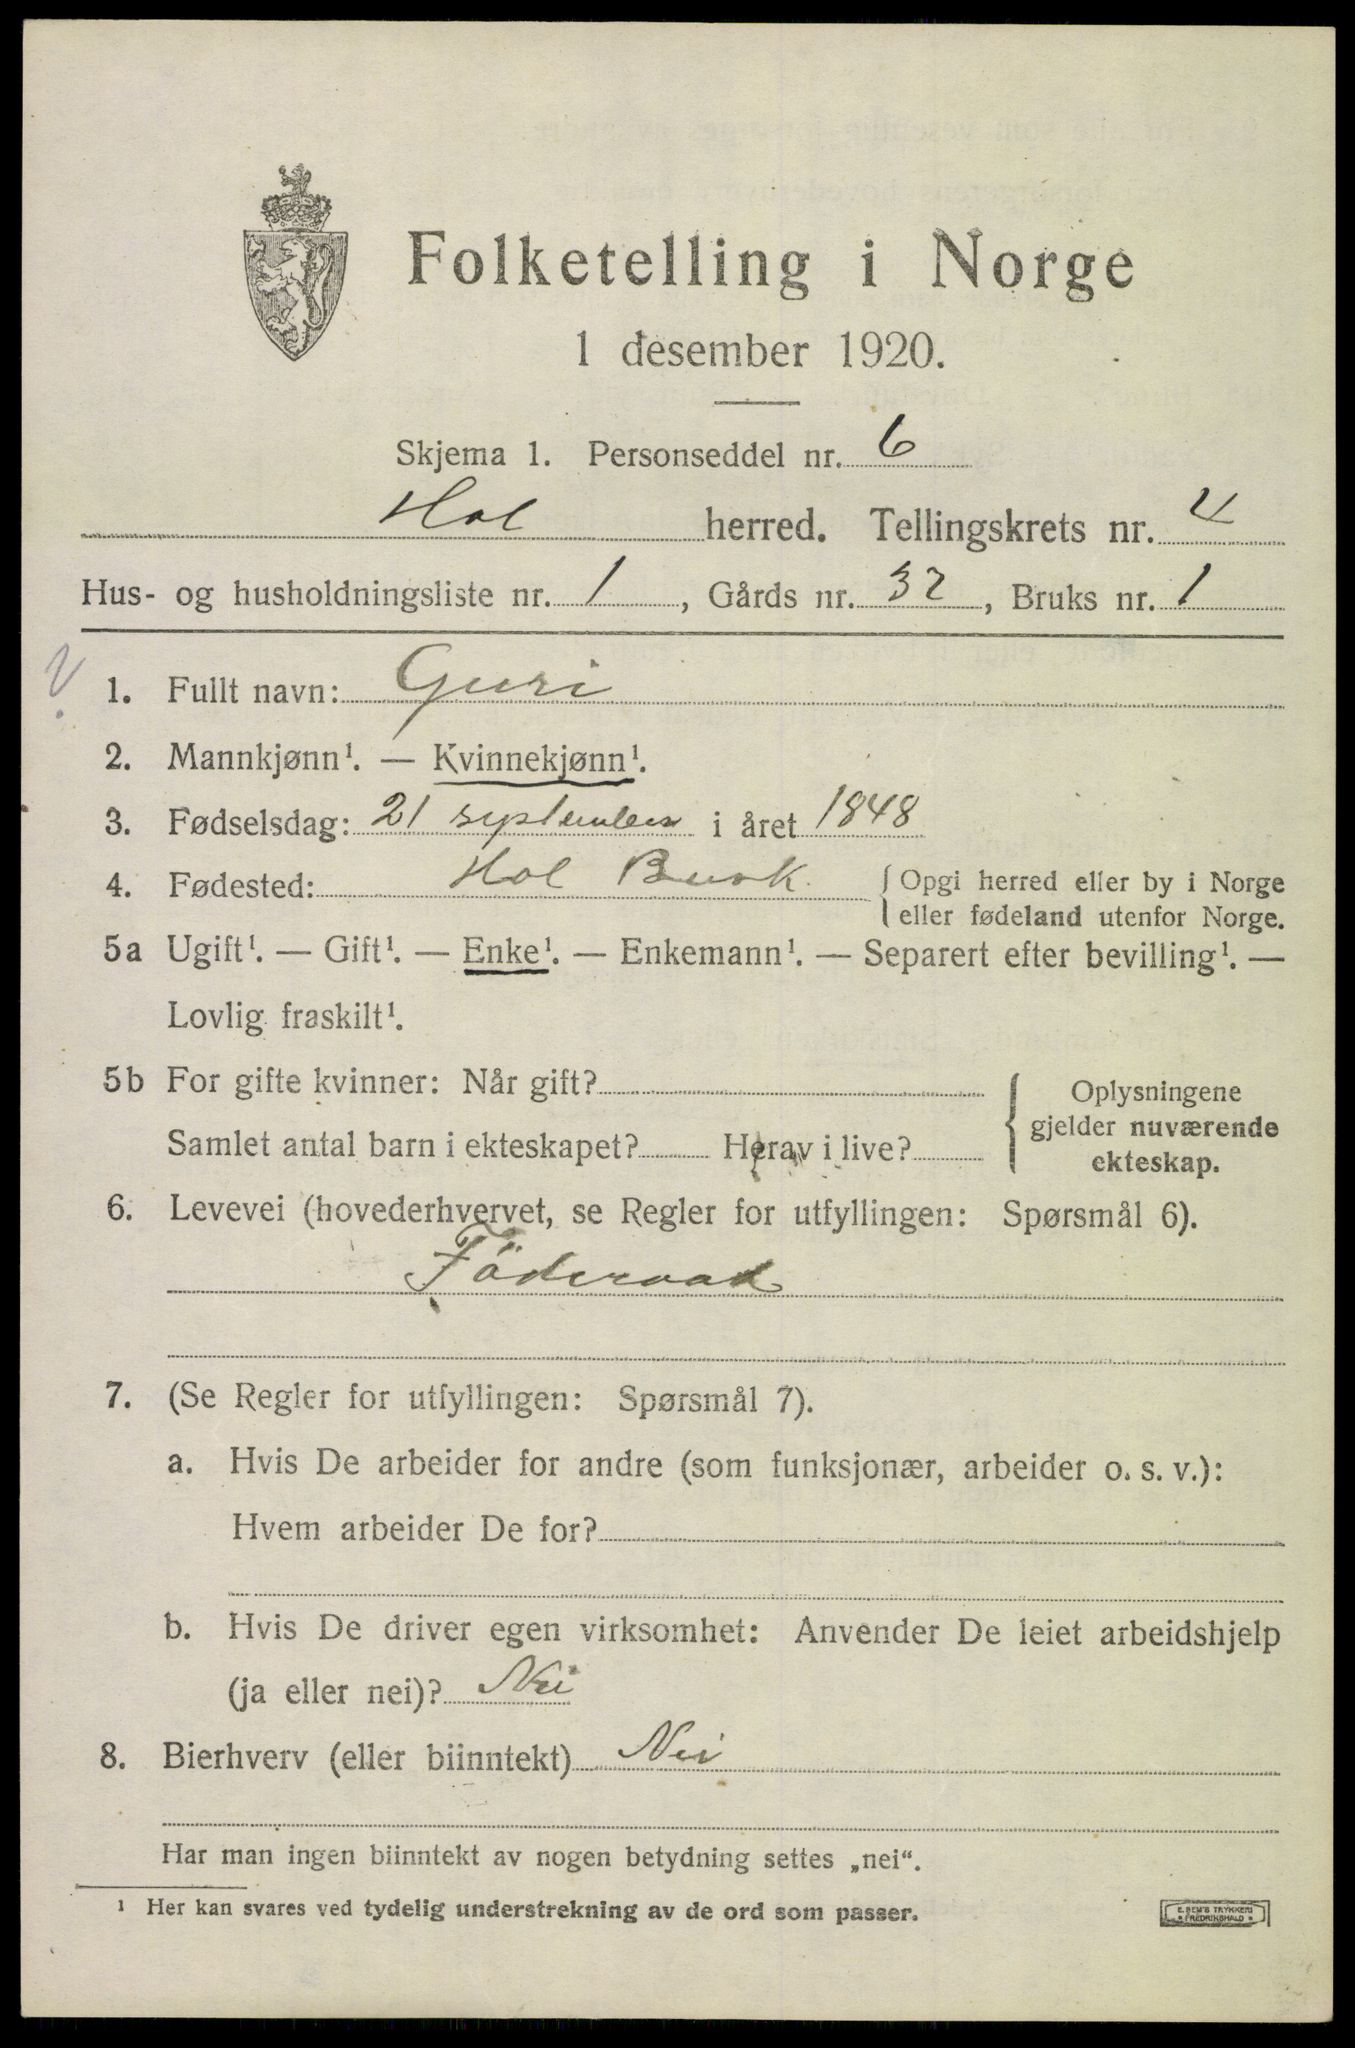 Folketelling i Norge
1 desember 1920.
Skjema 1. Personseddel nr. 6
Hol herred. Tellingskrets nr. 4
Hus- og husholdningsliste nr. 1, Gårds nr. 32, Bruks nr. 1
1. Fullt navn: Guri
2. Mannkjønn¹. — Kvinnekjønn¹.
3. Fødselsdag: 21 september i året 1848
4. Fødested: Hol Busk. { Opgi herred eller by i Norge
eller fødeland utenfor Norge.
5a Ugift¹. — Gift¹. — Enke¹. — Enkemann¹. — Separert efter bevilling¹. —
Lovlig fraskilt¹.
5b For gifte kvinner: Når gift?
Samlet antal barn i ekteskapet? Herav i live?
{ Oplysningene
gjelder nuværende
ekteskap.
6. Levevei (hovederhvervet, se Regler for utfyllingen: Spørsmål 6).
Föderaad
7. (Se Regler for utfyllingen: Spørsmål 7).
a. Hvis De arbeider for andre (som funksjonær, arbeider o. s. v.):
Hvem arbeider De for?
b. Hvis De driver egen virksomhet: Anvender De leiet arbeidshjelp
(ja eller nei)? Nei
8. Bierhverv (eller biinntekt) Nei
Har man ingen biinntekt av nogen betydning settes „nei“.
¹ Her kan svares ved tydelig understrekning av de ord som passer.
E. SEM'S TRYKKERI
FREDRIKSHALD